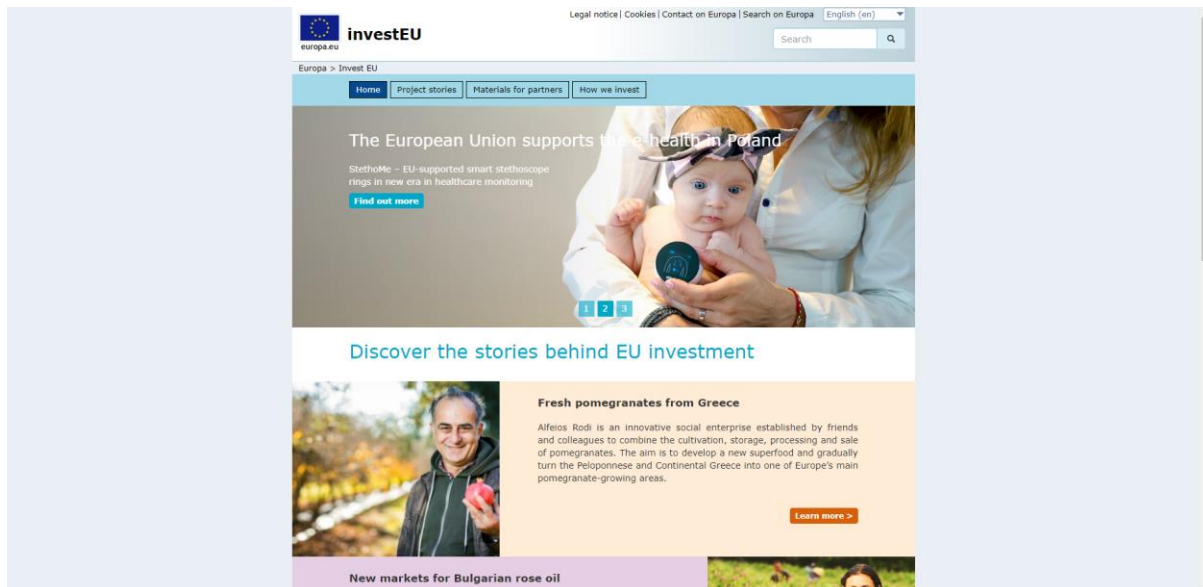 Legal notice | Cookies | Contact on Europa | Search on Europa English (en)
europa.eu
investEU
Search
Europa > Invest EU
Home Project stories Materials for partners How we invest
The European Union supports the e-health in Poland
StethoMe – EU-supported smart stethoscope
rings in new era in healthcare monitoring
Find out more
1 2 3
Discover the stories behind EU investment
Fresh pomegranates from Greece
Alfeios Rodi is an innovative social enterprise established by friends
and colleagues to combine the cultivation, storage, processing and sale
of pomegranates. The aim is to develop a new superfood and gradually
turn the Peloponnese and Continental Greece into one of Europe's main
pomegranate-growing areas.
Learn more >
New markets for Bulgarian rose oil